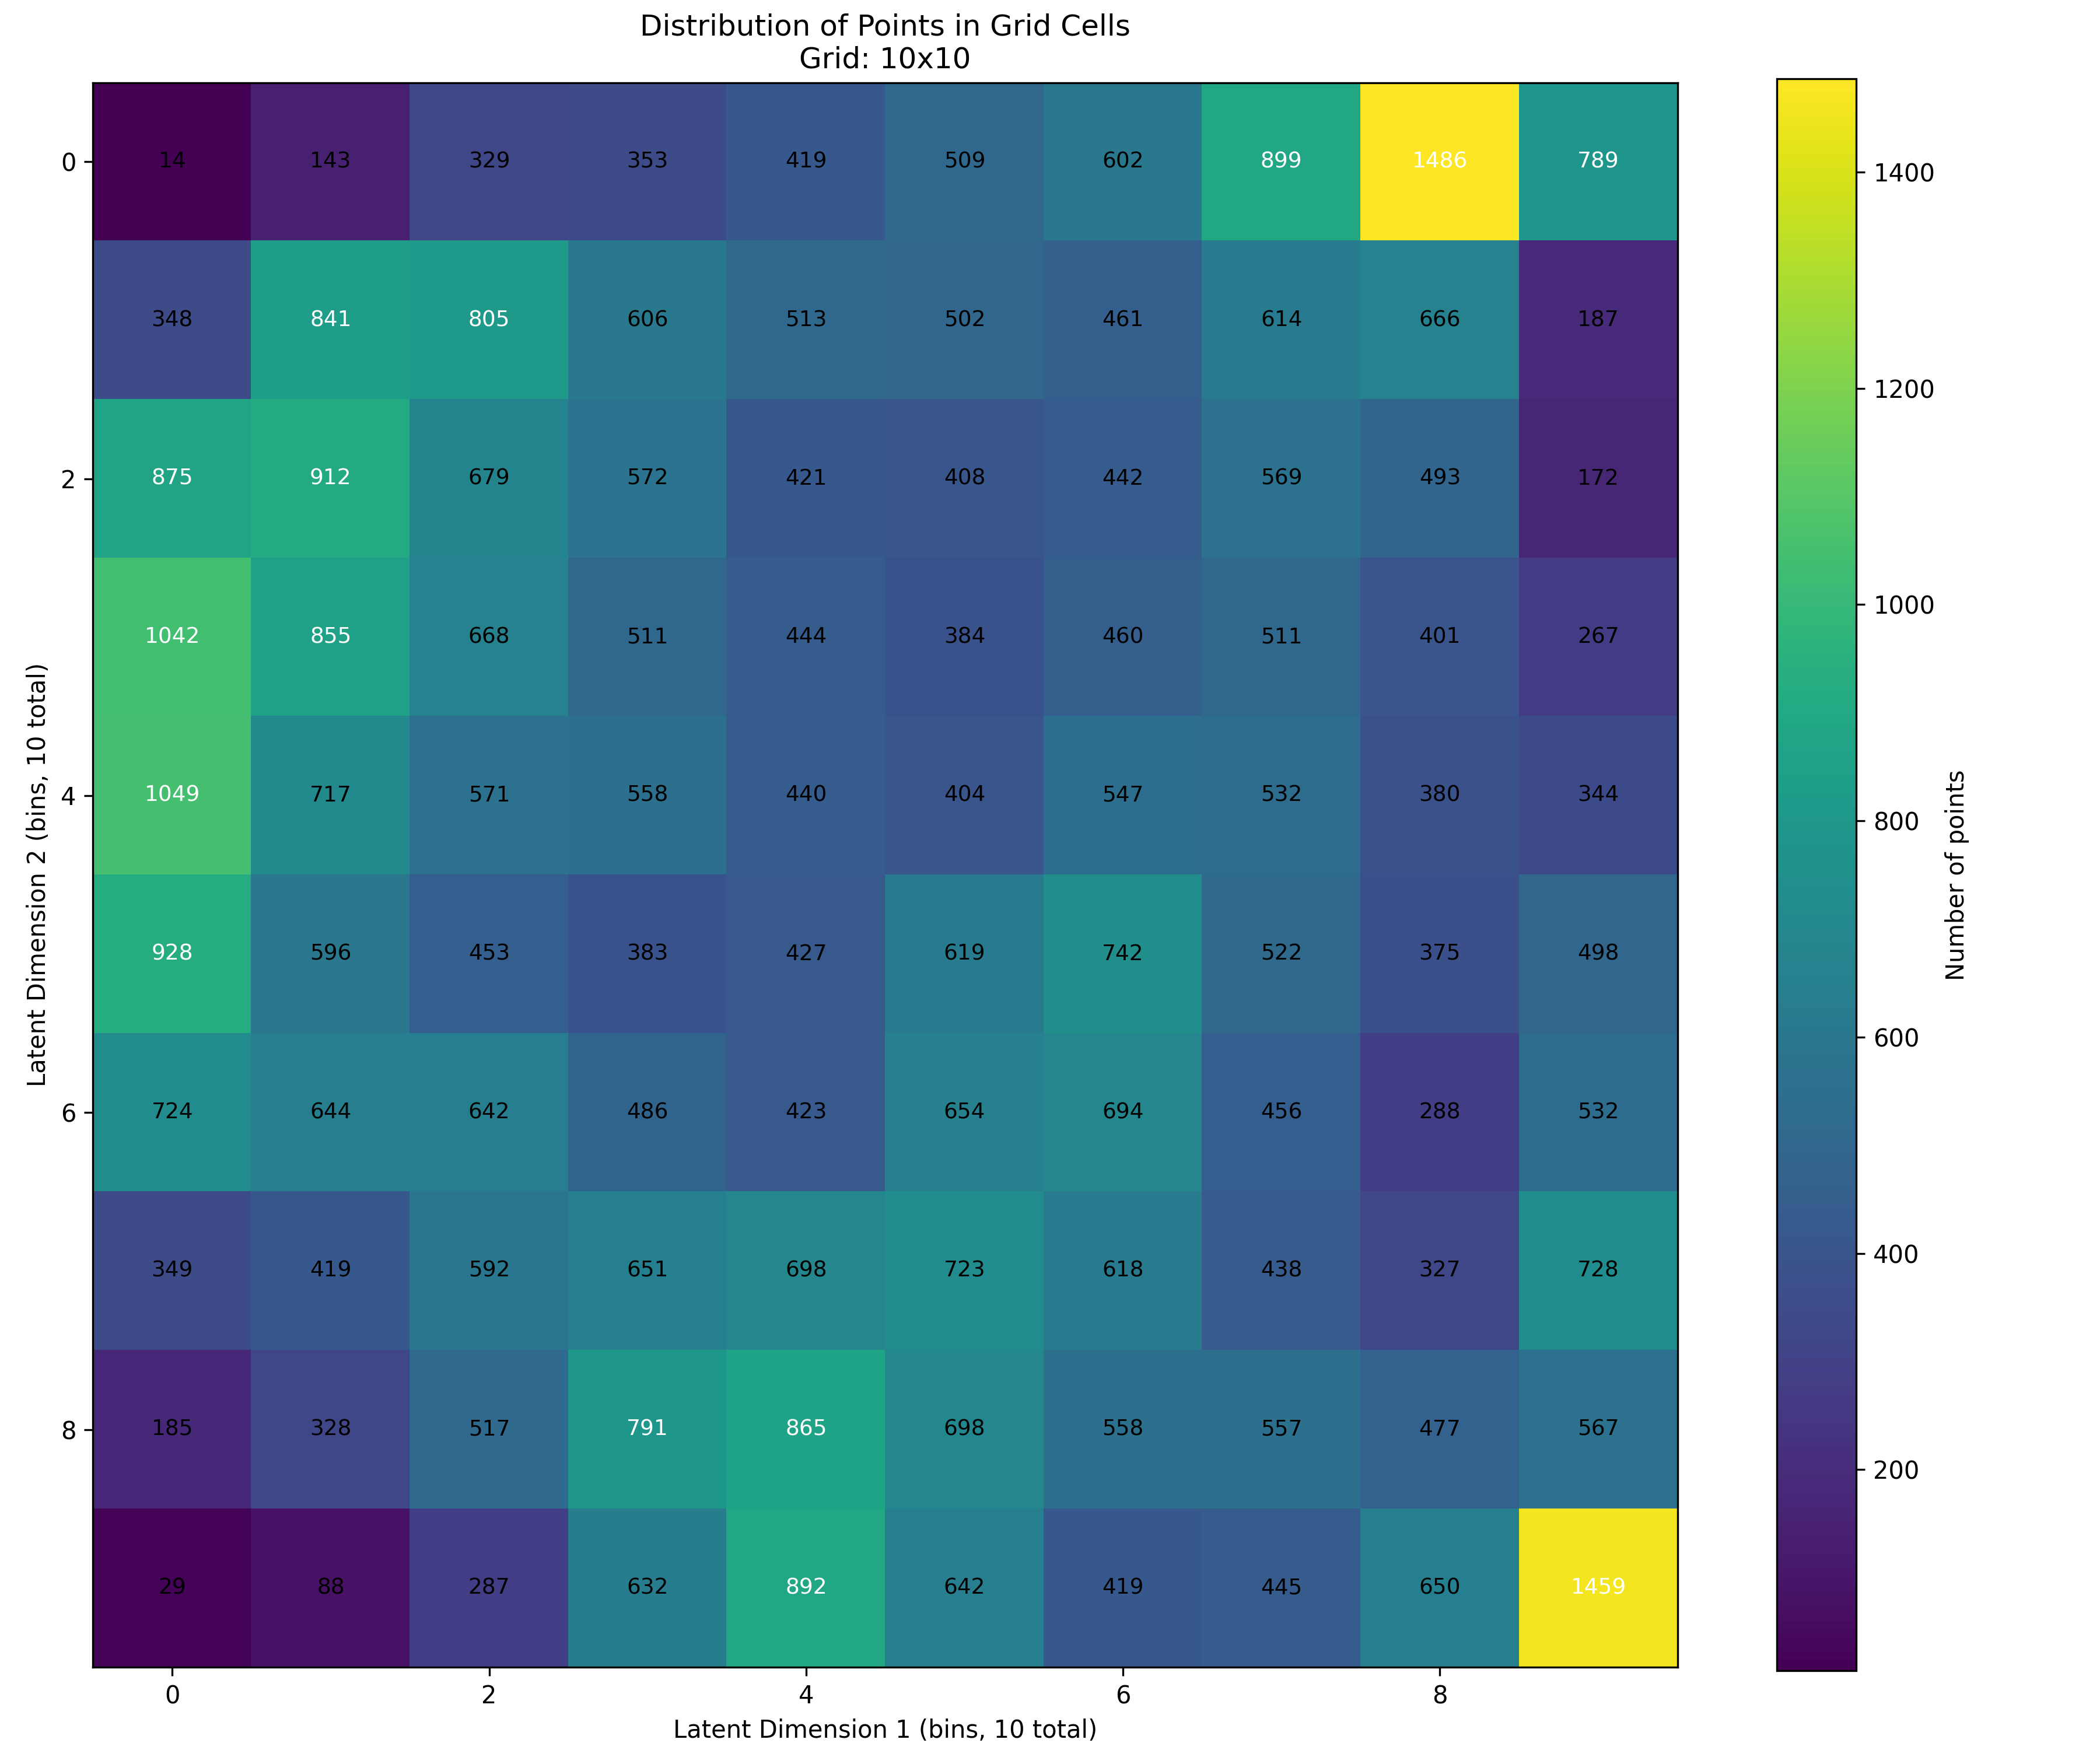 Distribution of Points in Grid Cells
Grid: 10x10
0 14 143 329 353 419 509 602 899 1486 789
348 841 805 606 513 502 461 614 666 187
2 875 912 679 572 421 408 442 569 493 172
1042 855 668 511 444 384 460 511 401 267
4 1049 717 571 558 440 404 547 532 380 344
928 596 453 383 427 619 742 522 375 498
6 724 644 642 486 423 654 694 456 288 532
349 419 592 651 698 723 618 438 327 728
8 185 328 517 791 865 698 558 557 477 567
29 88 287 632 892 642 419 445 650 1459
0 2 4 6 8
Latent Dimension 1 (bins, 10 total)
Latent Dimension 2 (bins, 10 total)
1400
1200
1000
800
600
400
200
Number of points